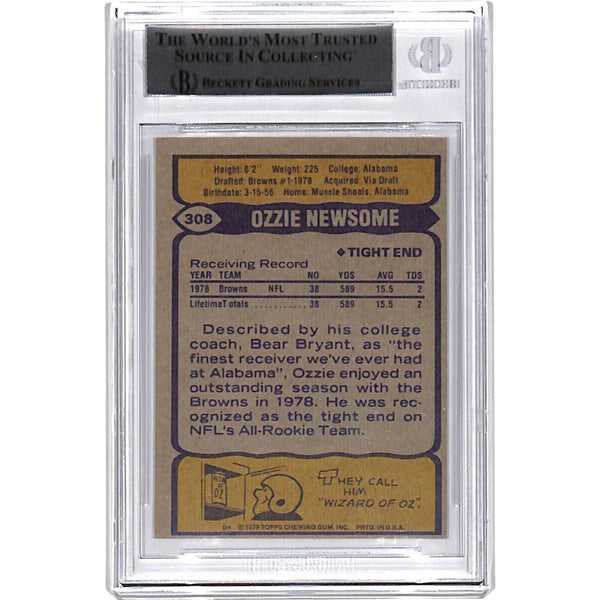 THE WORLD'S MOST TRUSTED
SOURCE IN COLLECTING
BECKETT GRADING SERVICES
B
BECKETT
Height: 6'2" Weight: 225 College: Alabama
Drafted: Browns #1-1978 Acquired: Via Draft
Birthdate: 3-15-56 Home: Muscle Shoals, Alabama
308 OZZIE NEWSOME
TIGHT END
Receiving Record
YEAR TEAM NO YDS AVG TDS
1978 Browns NFL 38 589 15.5 2
Lifetime Totals ........... 38 589 15.5 2
Described by his college
coach, Bear Bryant, as "the
finest receiver we've ever had
at Alabama", Ozzie enjoyed an
outstanding season with the
Browns in 1978. He was rec-
ognized as the tight end on
NFL's All-Rookie Team.
WIZ
OF
OZ
THEY CALL
HIM
"WIZARD OF OZ".
© 1979 TOPPS CHEWING GUM, INC. PRTD. IN U.S.A.